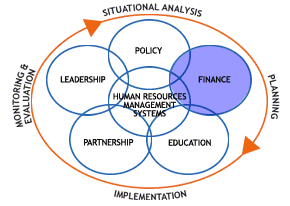 SITUATIONAL ANALYSIS
POLICY
LEADERSHIP
FINANCE
MONITORING &
EVALUATION
PLANNING
HUMAN RESOURCES
MANAGEMENT
SYSTEMS
PARTNERSHIP
EDUCATION
IMPLEMENTATION